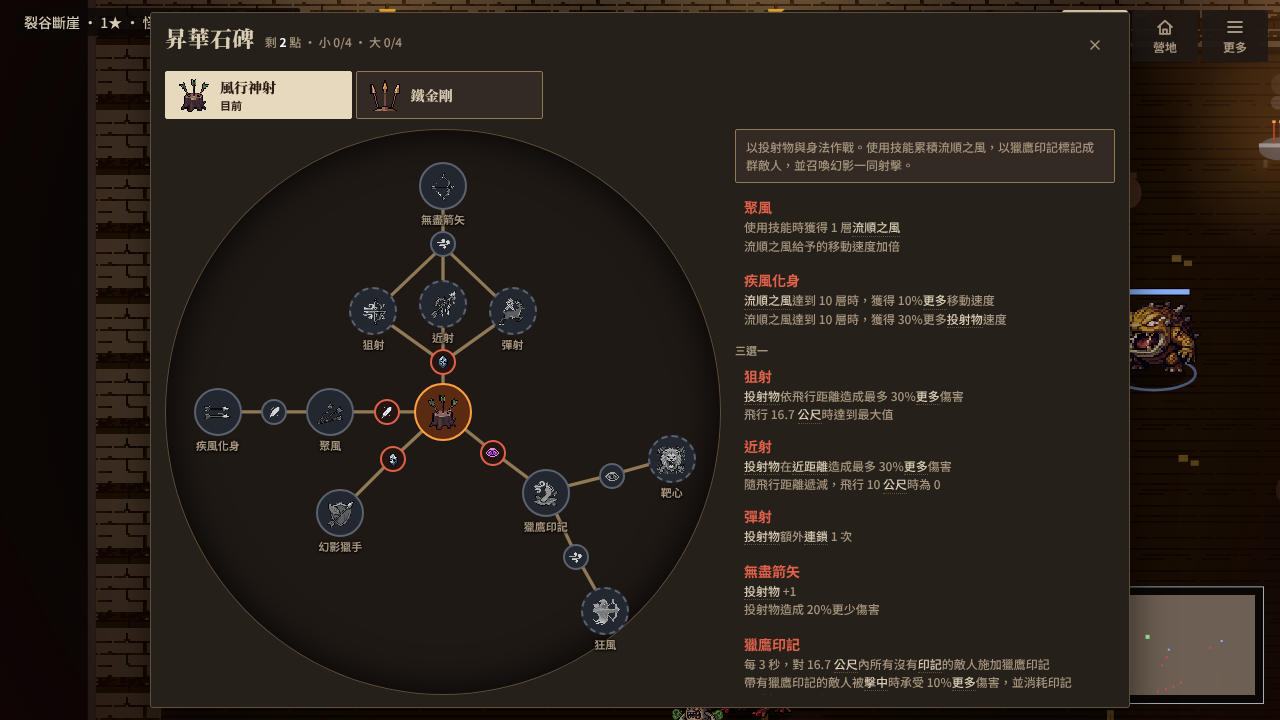 裂谷斷崖 · 1★ ·
昇華石碑
剩 2 點 · 小 0/4 · 大 0/4
×
營地
更多
風行神射
目前
鐵金剛
無盡箭矢
狙射
近射
彈射
疾風化身
聚風
幻影獵手
獵鷹印記
靶心
狂風
以投射物與身法作戰。使用技能累積流順之風,以獵鷹印記標記成
群敵人,並召喚幻影一同射擊。
聚風
使用技能時獲得 1 層流順之風
流順之風給予的移動速度加倍
疾風化身
流順之風達到 10 層時,獲得 10%更多移動速度
流順之風達到 10 層時,獲得 30%更多投射物速度
三選一
狙射
投射物依飛行距離造成最多 30%更多傷害
飛行 16.7 公尺時達到最大值
近射
投射物在近距離造成最多 30%更多傷害
隨飛行距離遞減,飛行 10 公尺時為 0
彈射
投射物額外連鎖 1 次
無盡箭矢
投射物 +1
投射物造成 20%更少傷害
獵鷹印記
每 3 秒,對 16.7 公尺內所有沒有印記的敵人施加獵鷹印記
帶有獵鷹印記的敵人被擊中時承受 10%更多傷害,並消耗印記